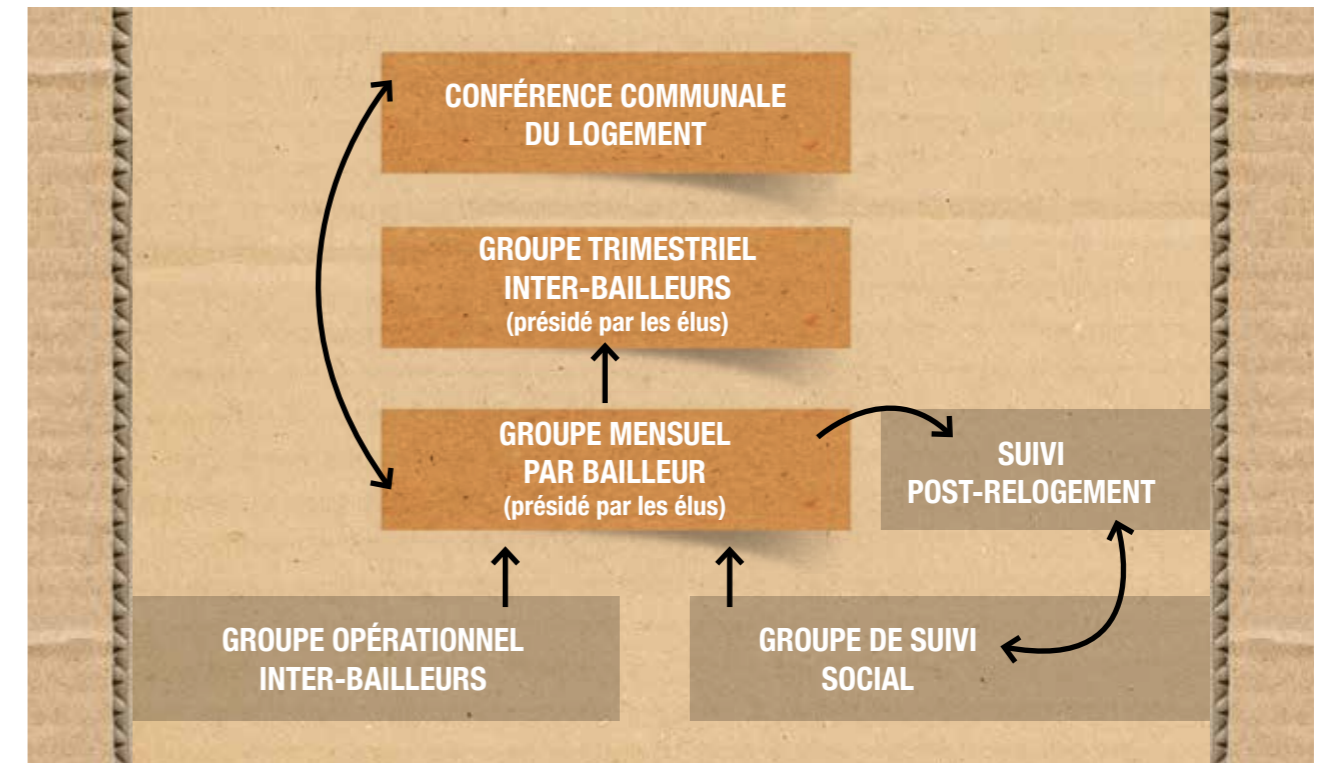 CONFÉRENCE COMMUNALE
DU LOGEMENT
GROUPE TRIMESTRIEL
INTER-BAILLEURS
(présidé par les élus)
GROUPE MENSUEL
PAR BAILLEUR
(présidé par les élus)
SUIVI
POST-RELOGEMENT
GROUPE OPÉRATIONNEL
INTER-BAILLEURS
GROUPE DE SUIVI
SOCIAL